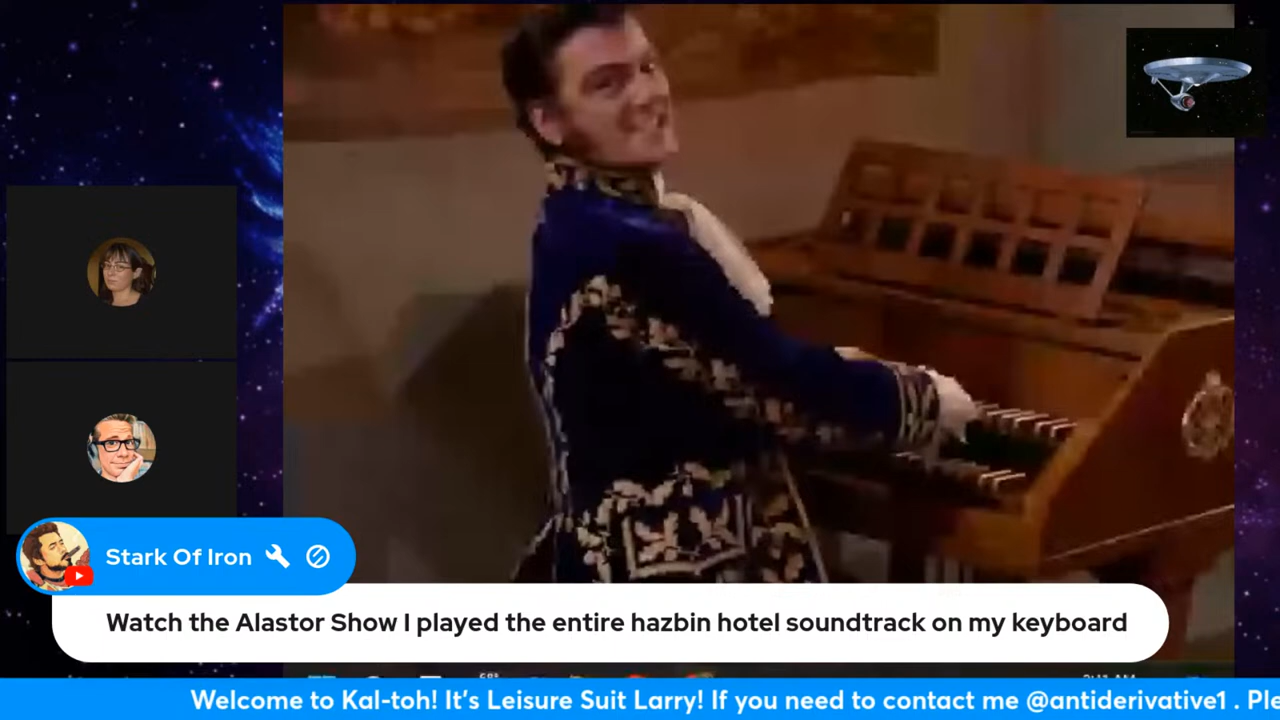 Stark Of Iron
Watch the Alastor Show I played the entire hazbin hotel soundtrack on my keyboard
Welcome to Kal-toh! It's Leisure Suit Larry! If you need to contact me @antiderivative1 . Ple